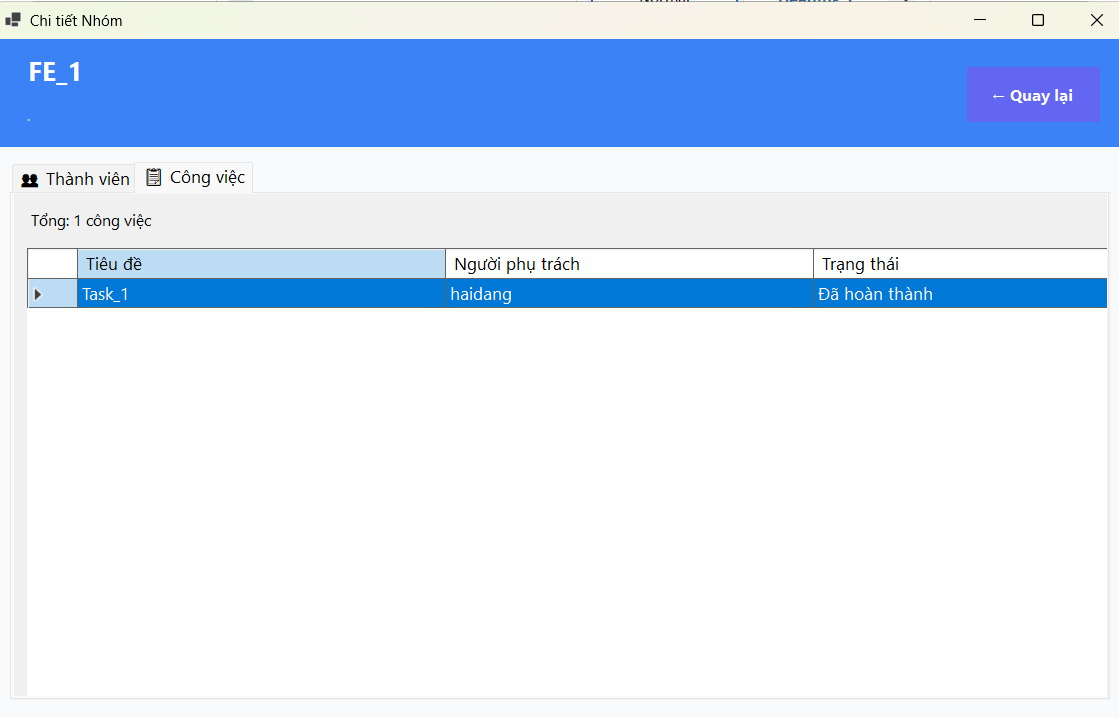 Chi tiết Nhóm
FE_1
.
← Quay lại
Thành viên
Công việc
Tổng: 1 công việc
Tiêu đề Người phụ trách Trạng thái
Task_1 haidang Đã hoàn thành